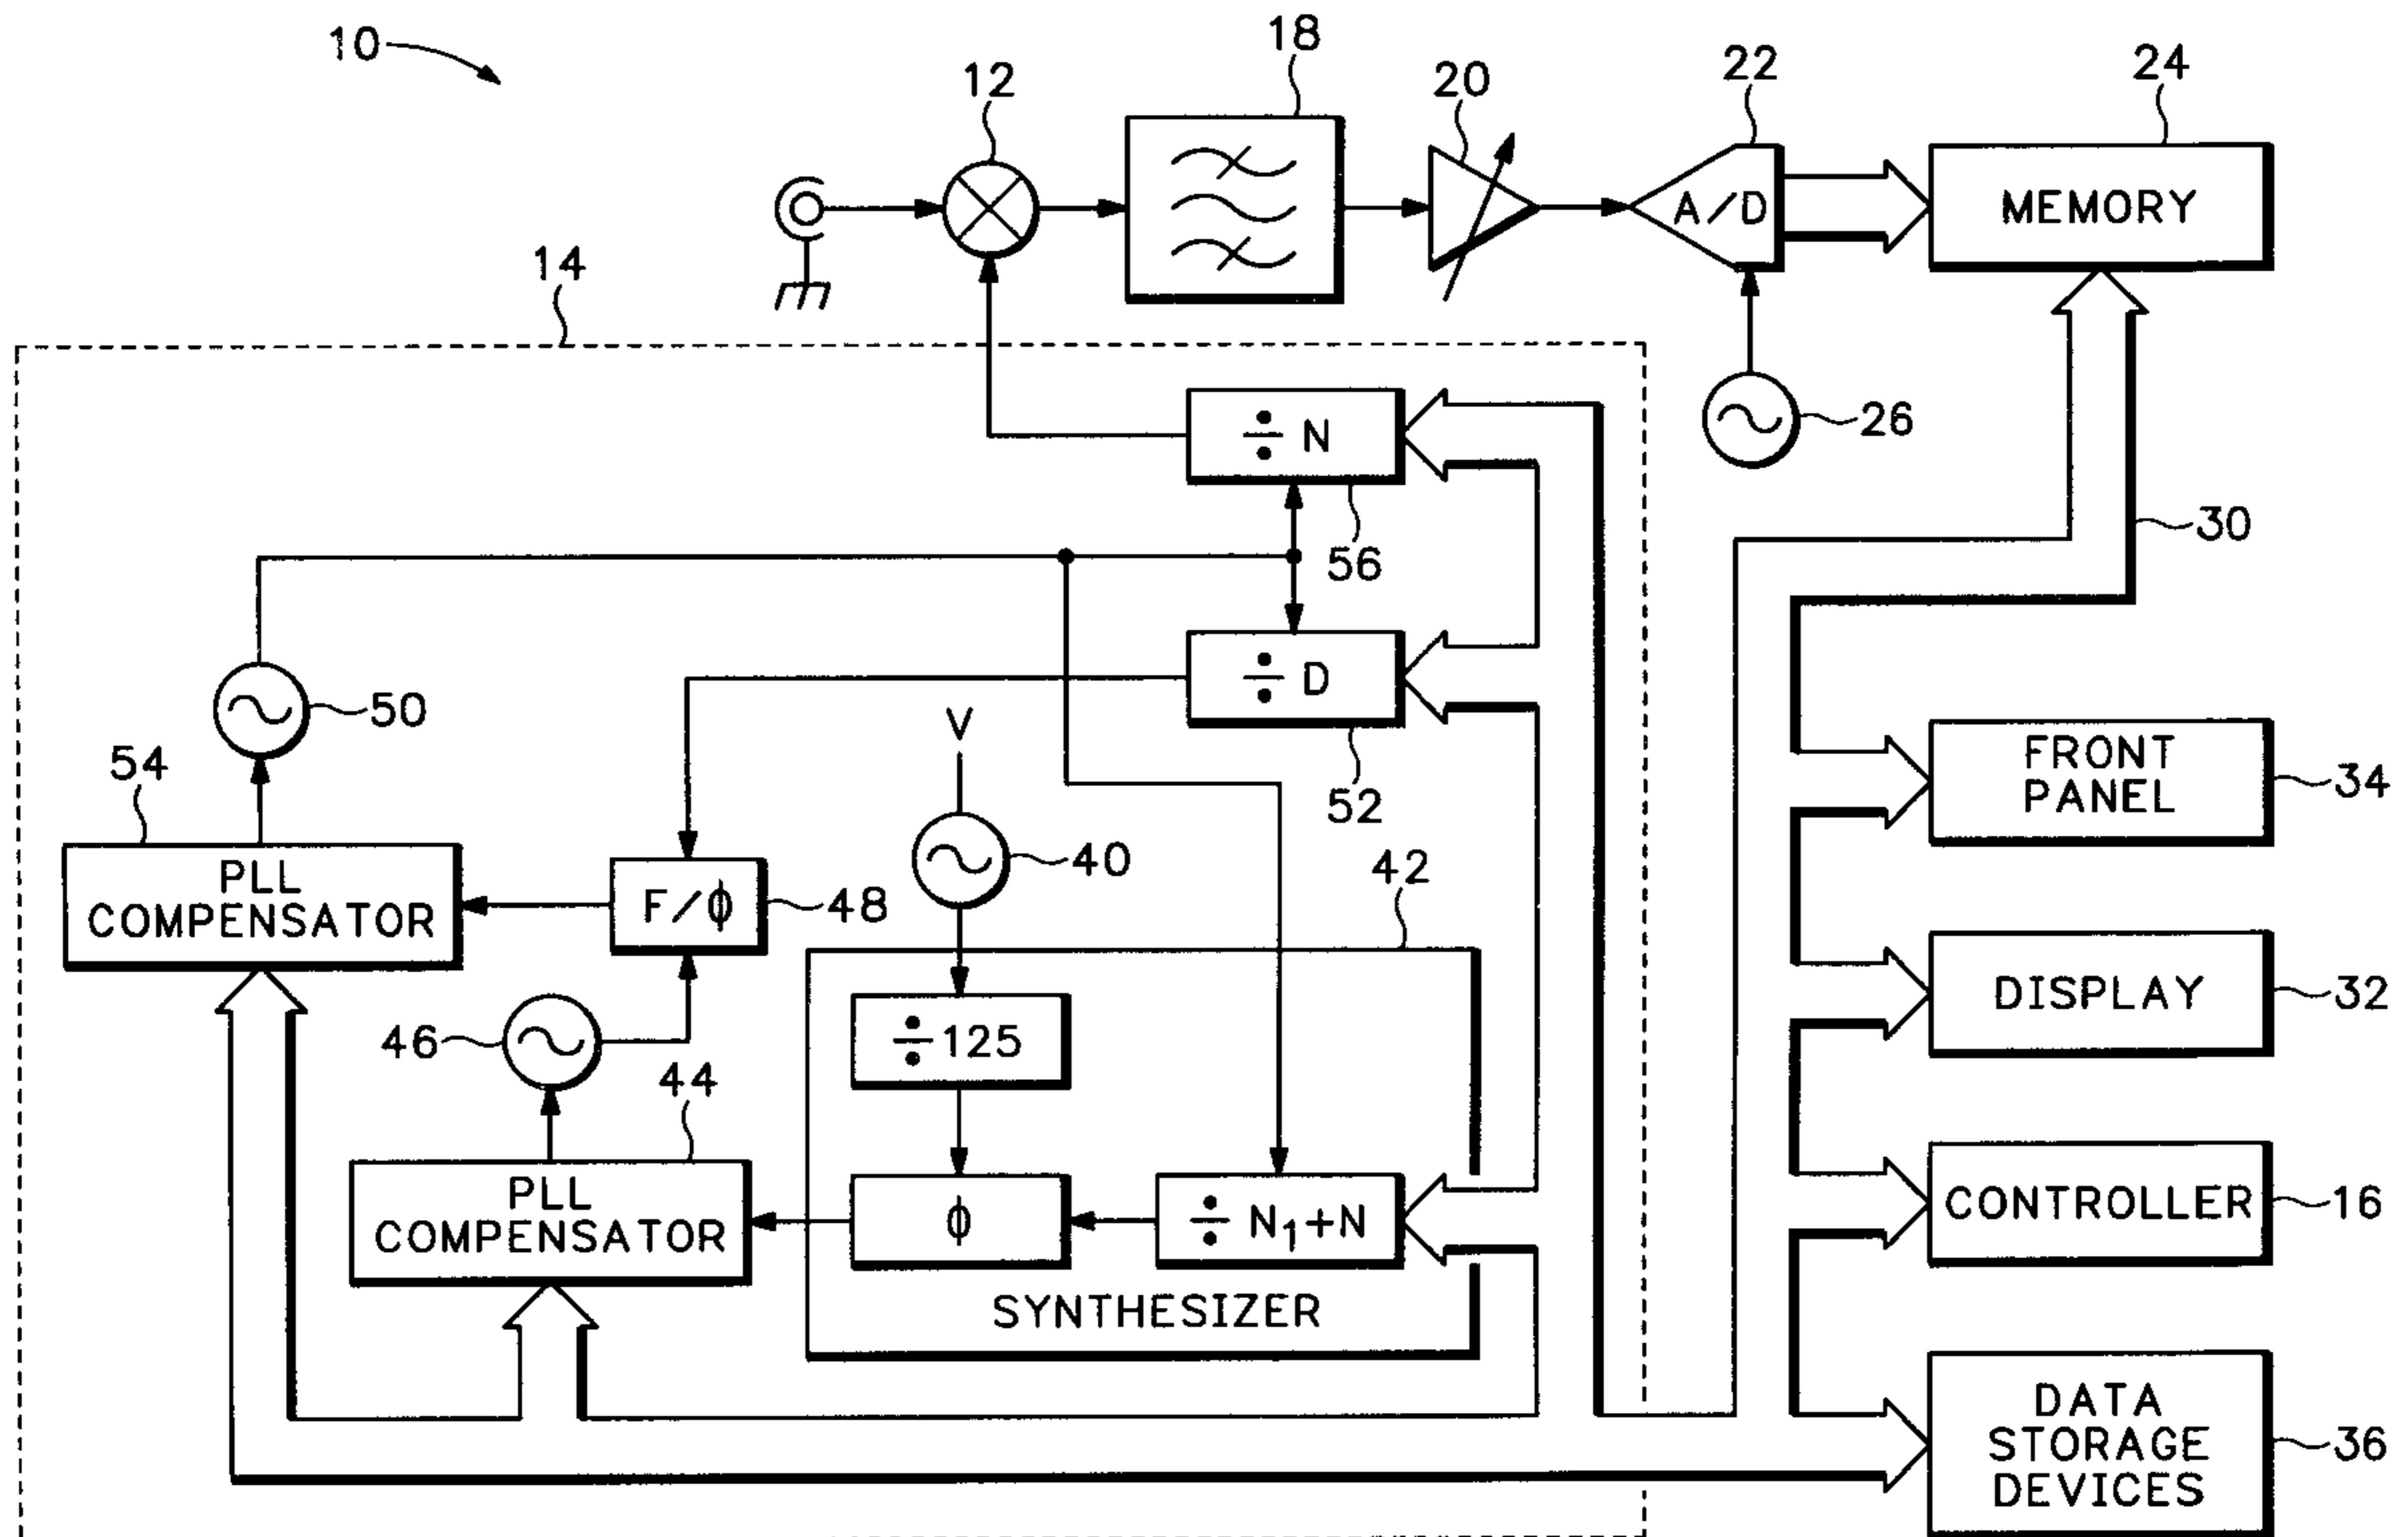 10
12
18
20
22
24
A/D
MEMORY
14
÷ N
26
56
30
÷ D
50
V
52
FRONT
PANEL
34
54
PLL
COMPENSATOR
F/ϕ
48
40
42
DISPLAY
32
÷125
46
44
PLL
COMPENSATOR
ϕ
÷ N₁+N
CONTROLLER
16
SYNTHESIZER
DATA
STORAGE
DEVICES
36